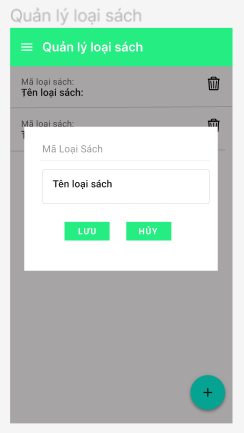 Quản lý loại sách
Quản lý loại sách
Mã loại sách:
Tên loại sách:
Mã loại sách:
Mã Loại Sách
Tên loại sách
LƯU
HỦY